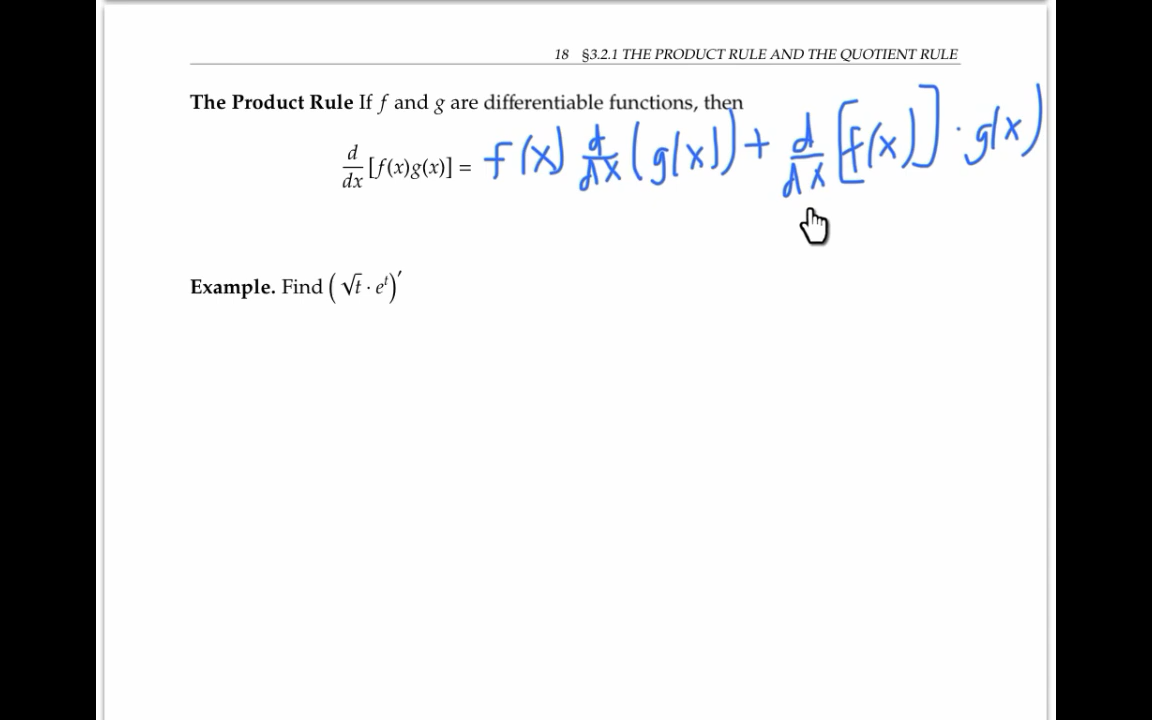 18 §3.2.1 THE PRODUCT RULE AND THE QUOTIENT RULE
The Product Rule If f and g are differentiable functions, then
d/dx [f(x)g(x)] = f(x) d/dx (g(x)) + d/dx [f(x)] · g(x)
Example. Find (√t · eᵗ)′